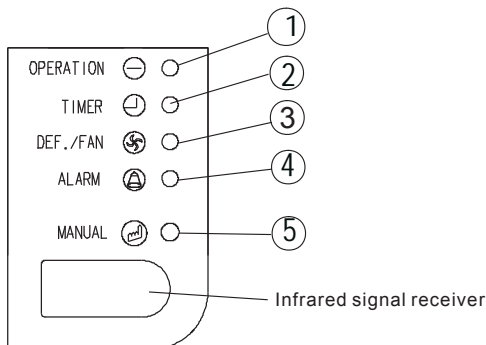 1
OPERATION
2
TIMER
3
DEF./FAN
4
ALARM
5
MANUAL
Infrared signal receiver